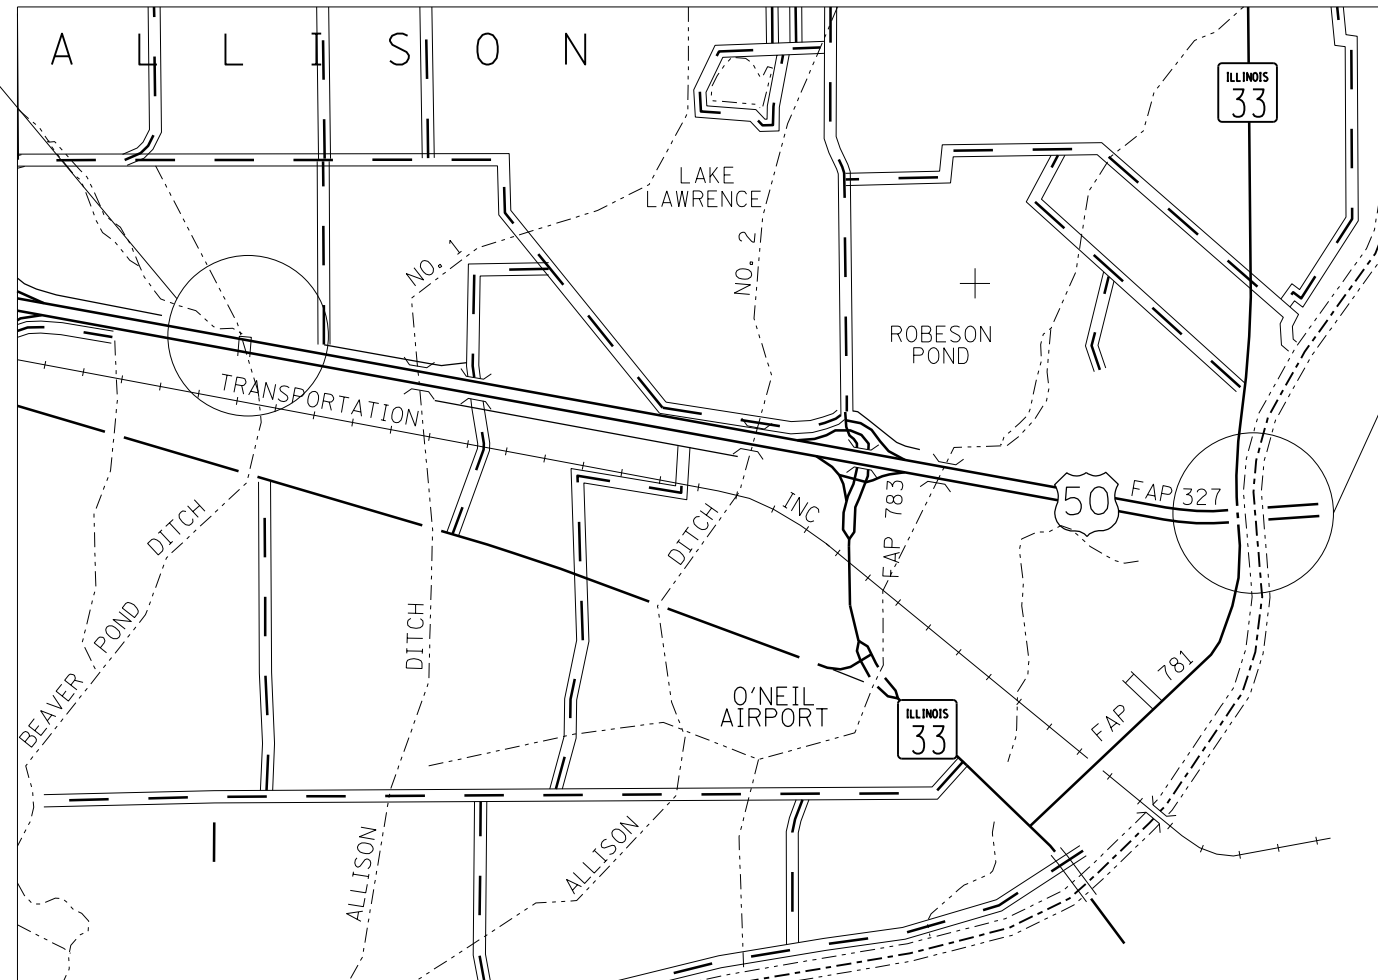 ALLISON
ILLINOIS
33
LAKE
LAWRENCE
NO. 1
NO. 2
ROBESON
POND
TRANSPORTATION
INC
50
FAP 327
FAP 783
DITCH
DITCH
DITCH
BEAVER POND
FAP 781
O'NEIL
AIRPORT
ILLINOIS
33
ALLISON
ALLISON